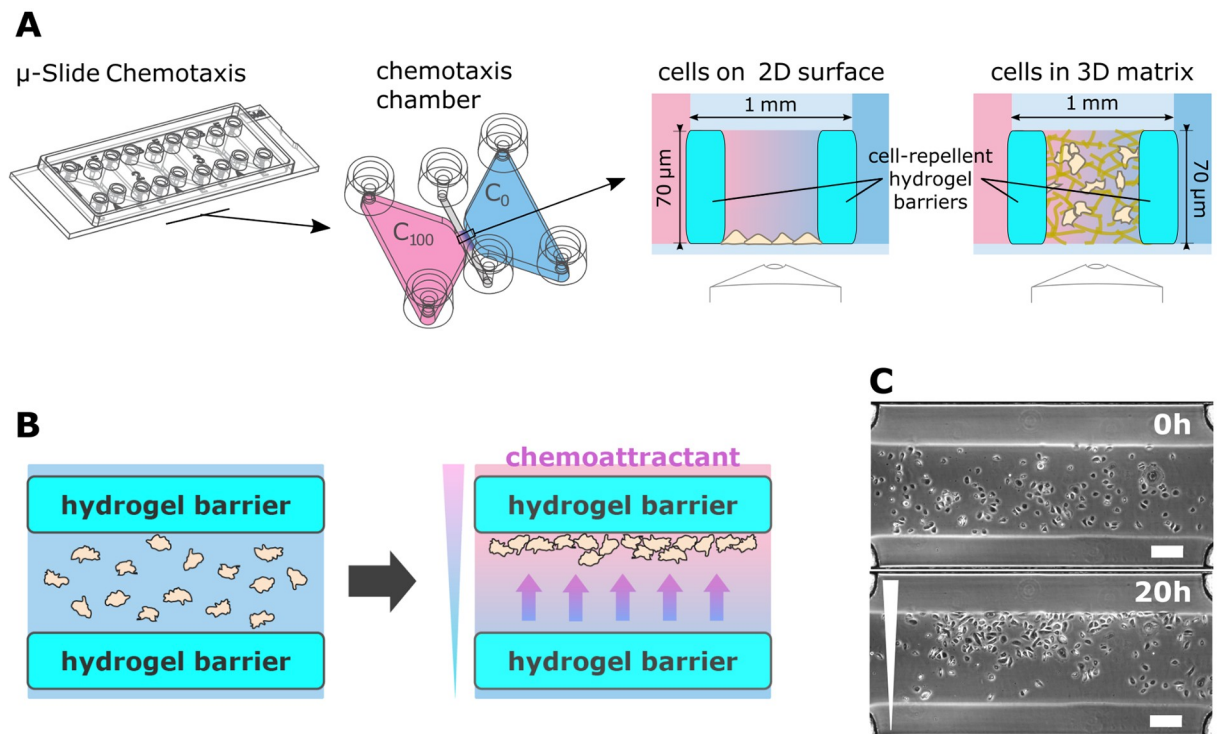 A
µ-Slide Chemotaxis
chemotaxis
chamber
C0
C100
cells on 2D surface
1 mm
70 µm
cell-repellent
hydrogel
barriers
cells in 3D matrix
1 mm
70 µm
B
hydrogel barrier
hydrogel barrier
chemoattractant
hydrogel barrier
hydrogel barrier
C
0h
20h